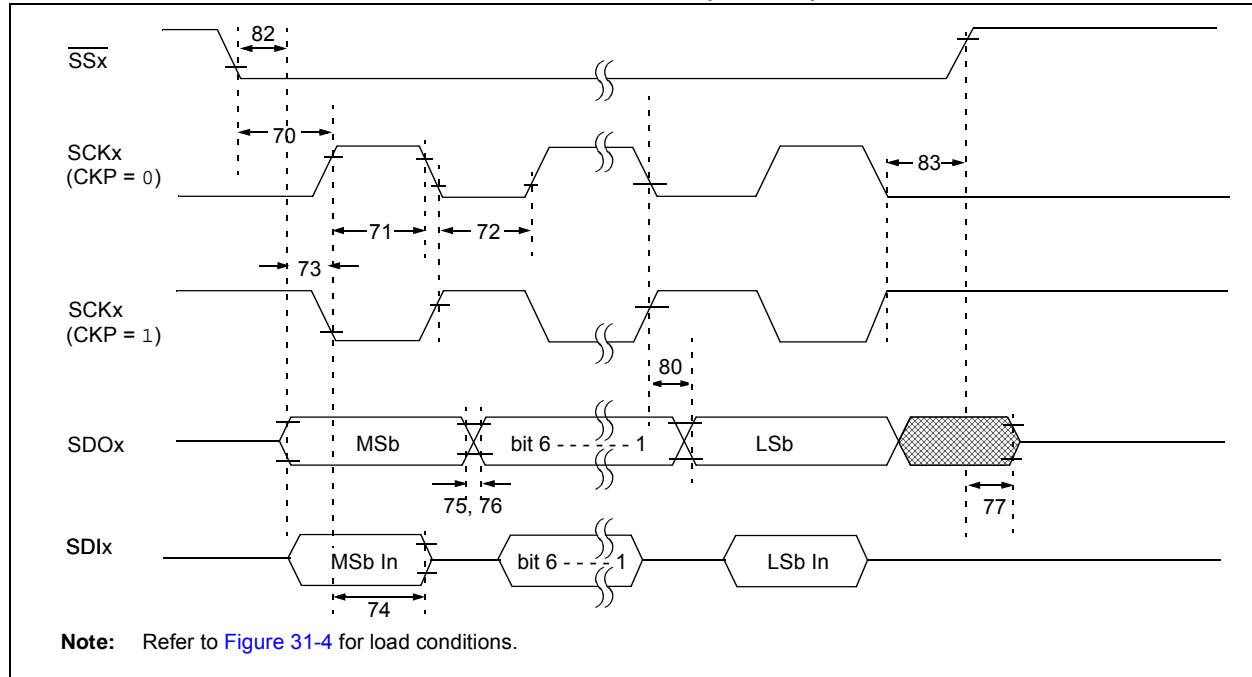 SSx
82
70
SCKx
(CKP = 0)
83
71
72
73
SCKx
(CKP = 1)
80
SDOx
MSb
bit 6 - - - - - - 1
LSb
75, 76
77
SDIx
MSb In
bit 6 - - - - 1
LSb In
74
Note: Refer to Figure 31-4 for load conditions.